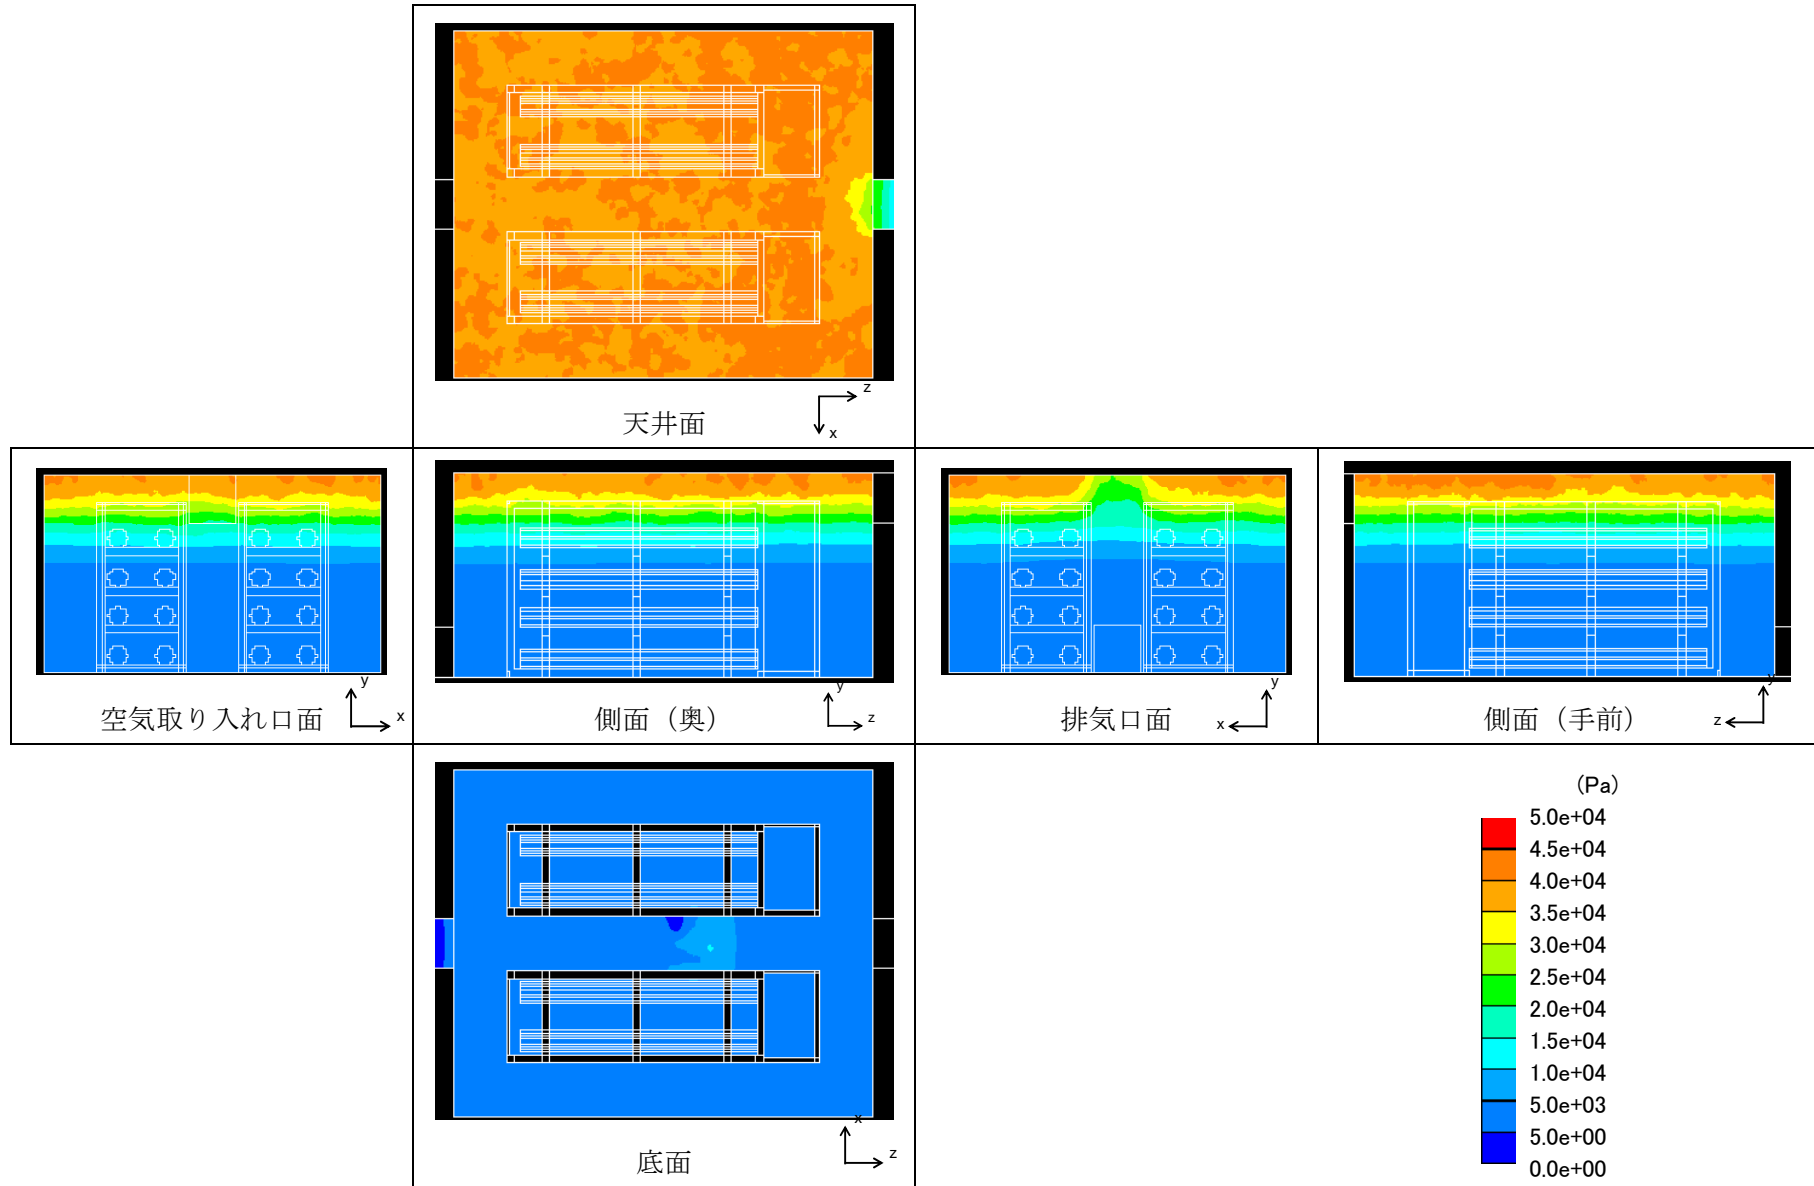 z
x
天井面
y
x
空気取り入れ口面
y
z
側面（奥）
y
x
排気口面
y
z
側面（手前）
x
z
底面
(Pa)
5.0e+04
4.5e+04
4.0e+04
3.5e+04
3.0e+04
2.5e+04
2.0e+04
1.5e+04
1.0e+04
5.0e+03
5.0e+00
0.0e+00